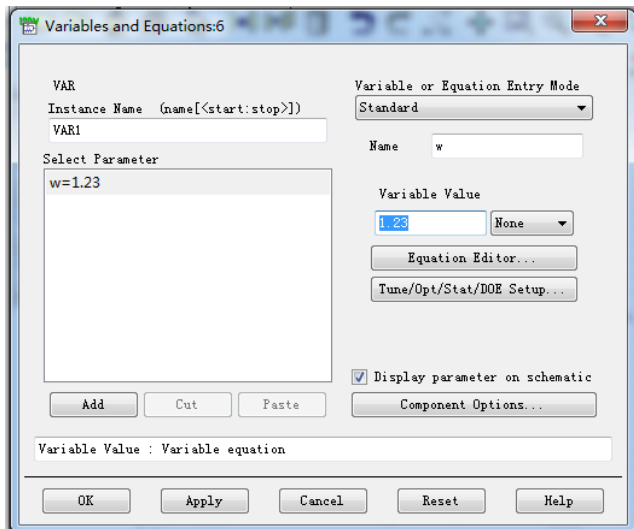 Variables and Equations:6
VAR
Instance Name (name[<start:stop>])
VAR1
Select Parameter
w=1.23
Add
Cut
Paste
Variable or Equation Entry Mode
Standard
Name
w
Variable Value
1.23
None
Equation Editor...
Tune/Opt/Stat/DOE Setup...
Display parameter on schematic
Component Options...
Variable Value : Variable equation
OK
Apply
Cancel
Reset
Help